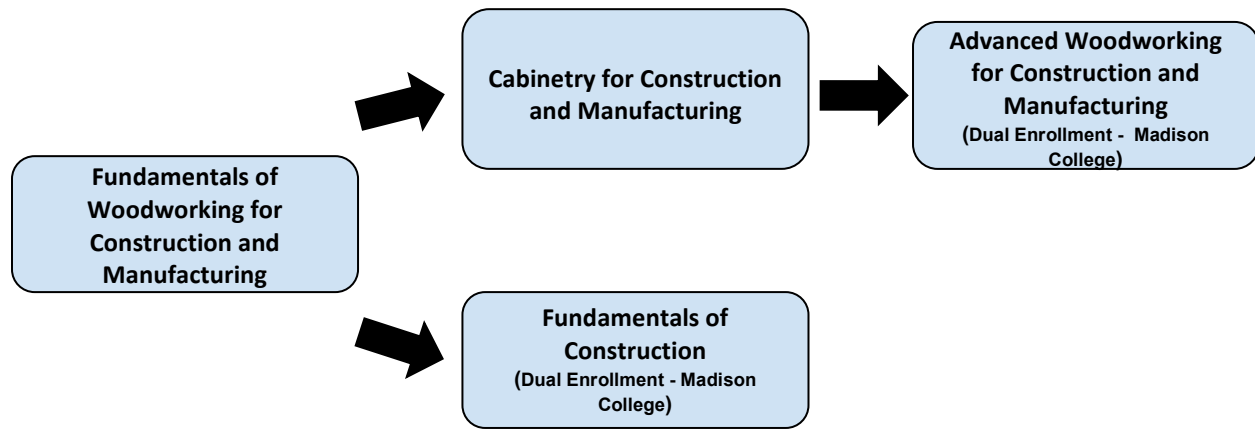 Fundamentals of
Woodworking for
Construction and
Manufacturing
Cabinetry for Construction
and Manufacturing
Advanced Woodworking
for Construction and
Manufacturing
(Dual Enrollment -  Madison
College)
Fundamentals of
Construction
(Dual Enrollment - Madison
College)